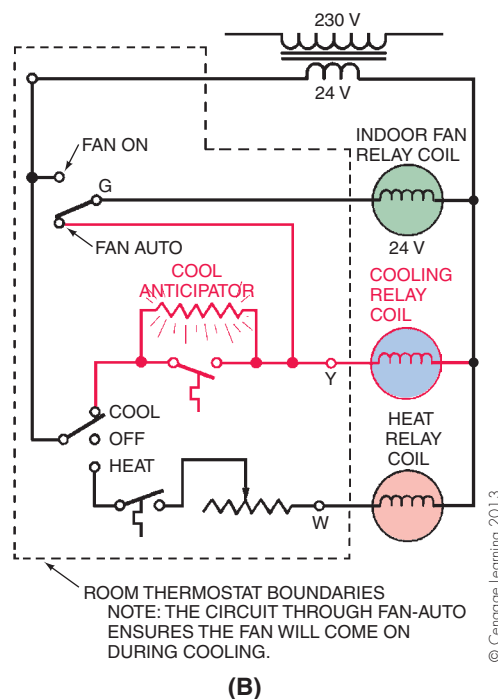 230 V
24 V
FAN ON
INDOOR FAN
RELAY COIL
G
FAN AUTO
24 V
COOL
ANTICIPATOR
COOLING
RELAY
COIL
Y
COOL
OFF
HEAT
HEAT
RELAY
COIL
W
ROOM THERMOSTAT BOUNDARIES
NOTE: THE CIRCUIT THROUGH FAN-AUTO
ENSURES THE FAN WILL COME ON
DURING COOLING.
© Cengage Learning 2013
(B)